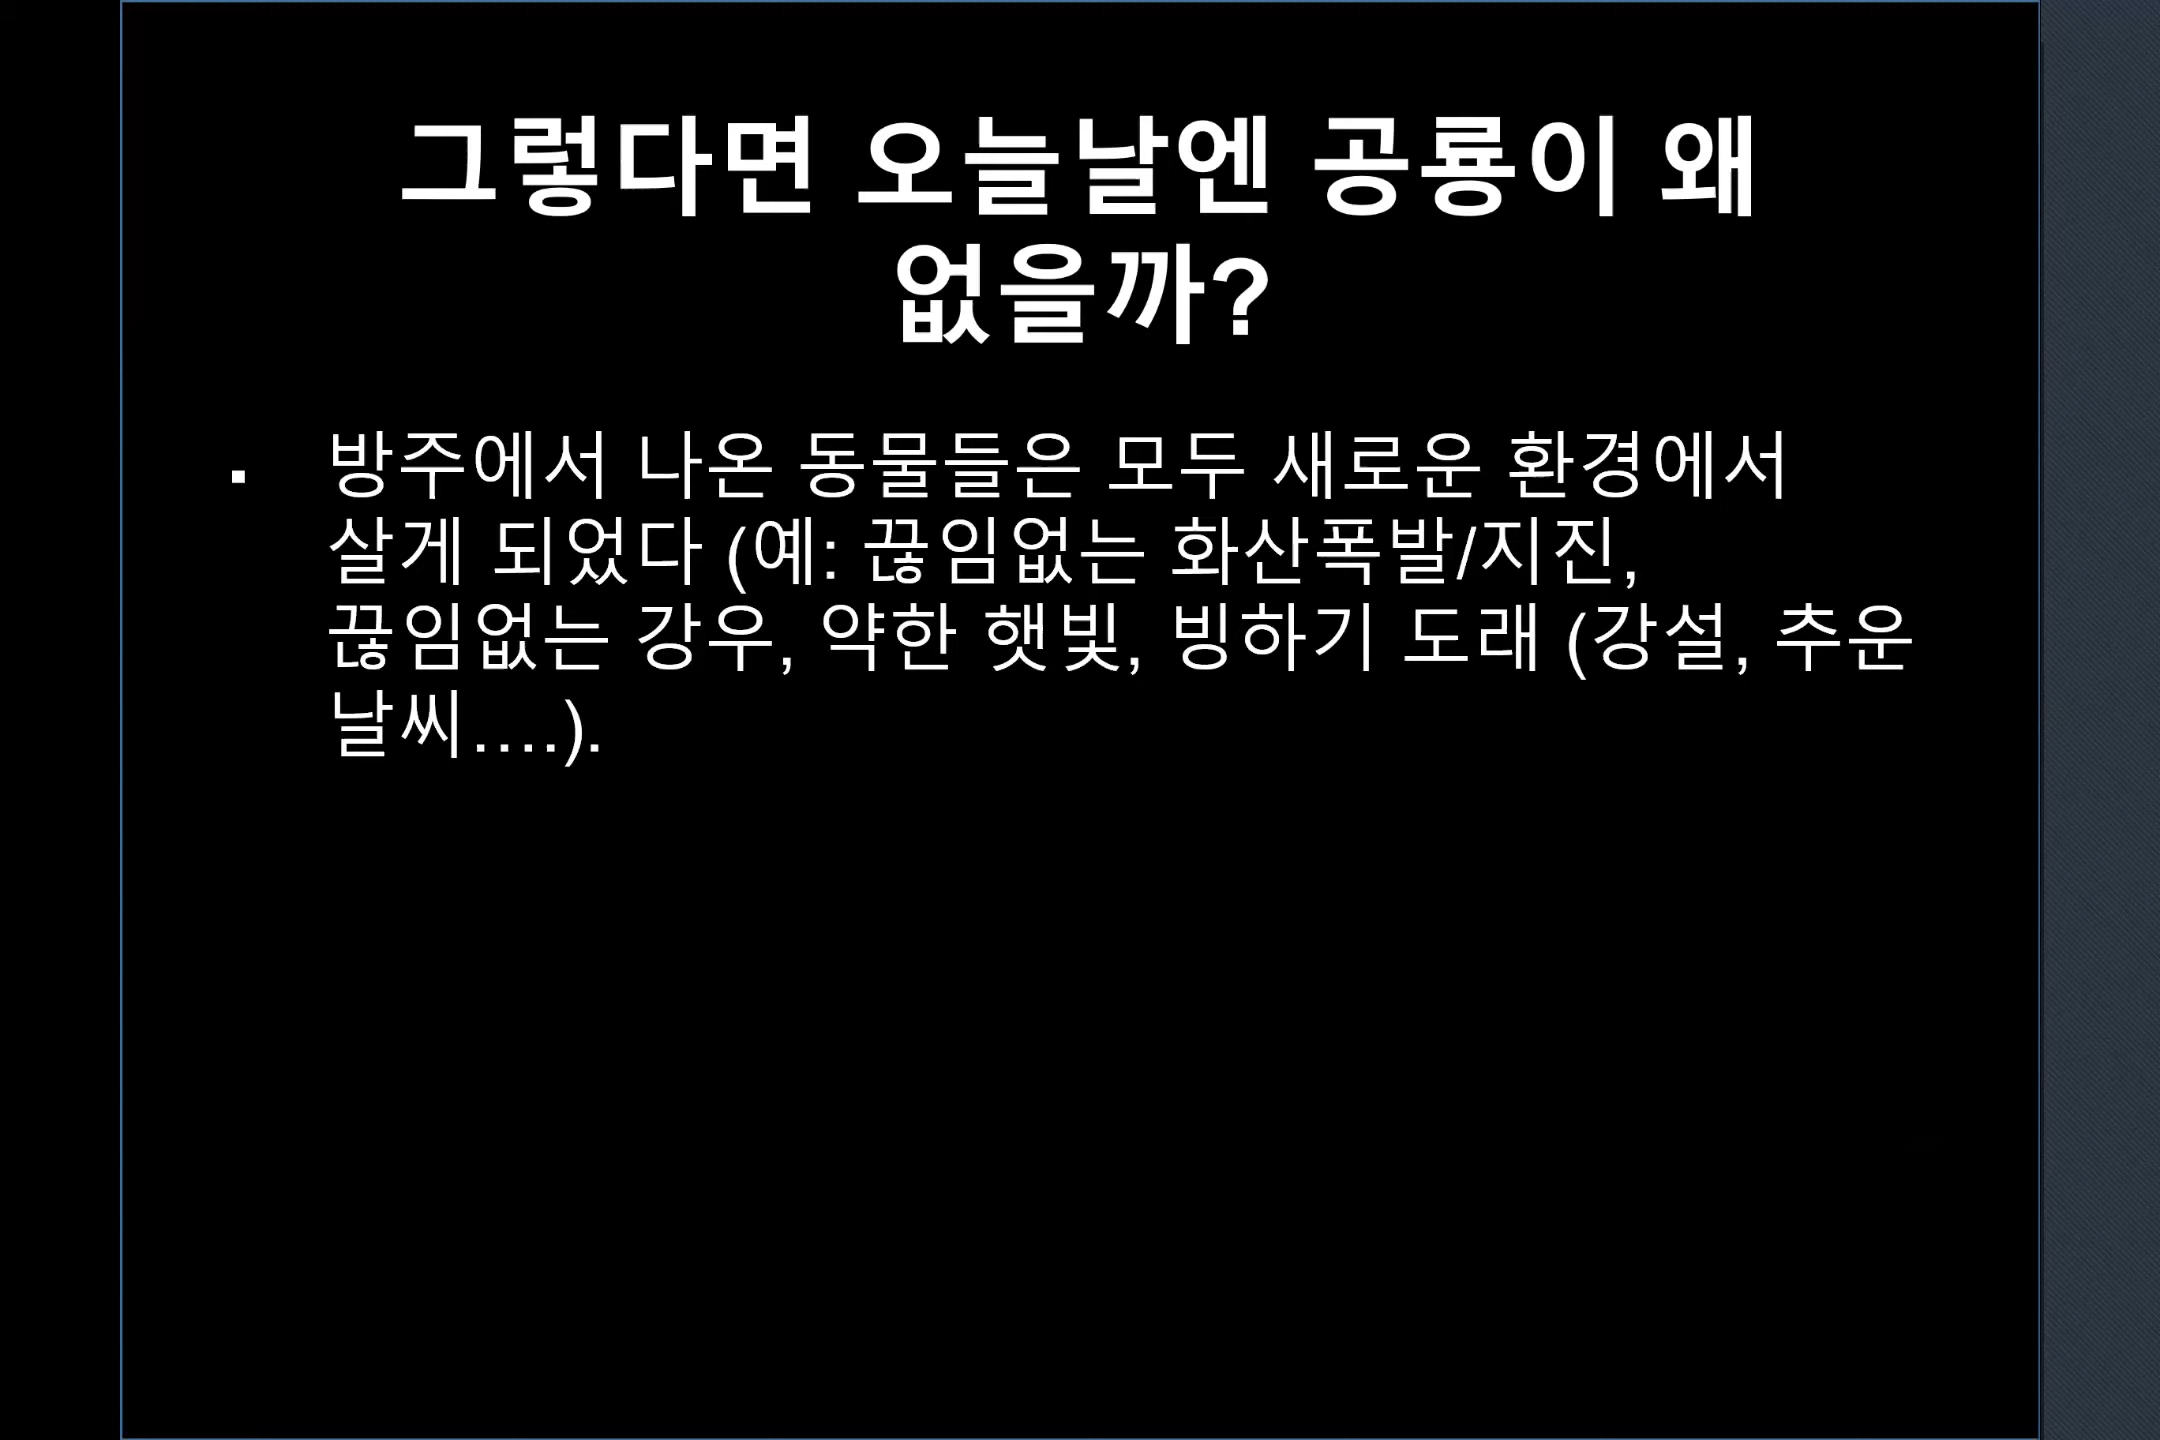 그렇다면 오늘날엔 공룡이 왜
없을까?
▪ 방주에서 나온 동물들은 모두 새로운 환경에서
살게 되었다 (예: 끊임없는 화산폭발/지진,
끊임없는 강우, 약한 햇빛, 빙하기 도래 (강설, 추운
날씨....).